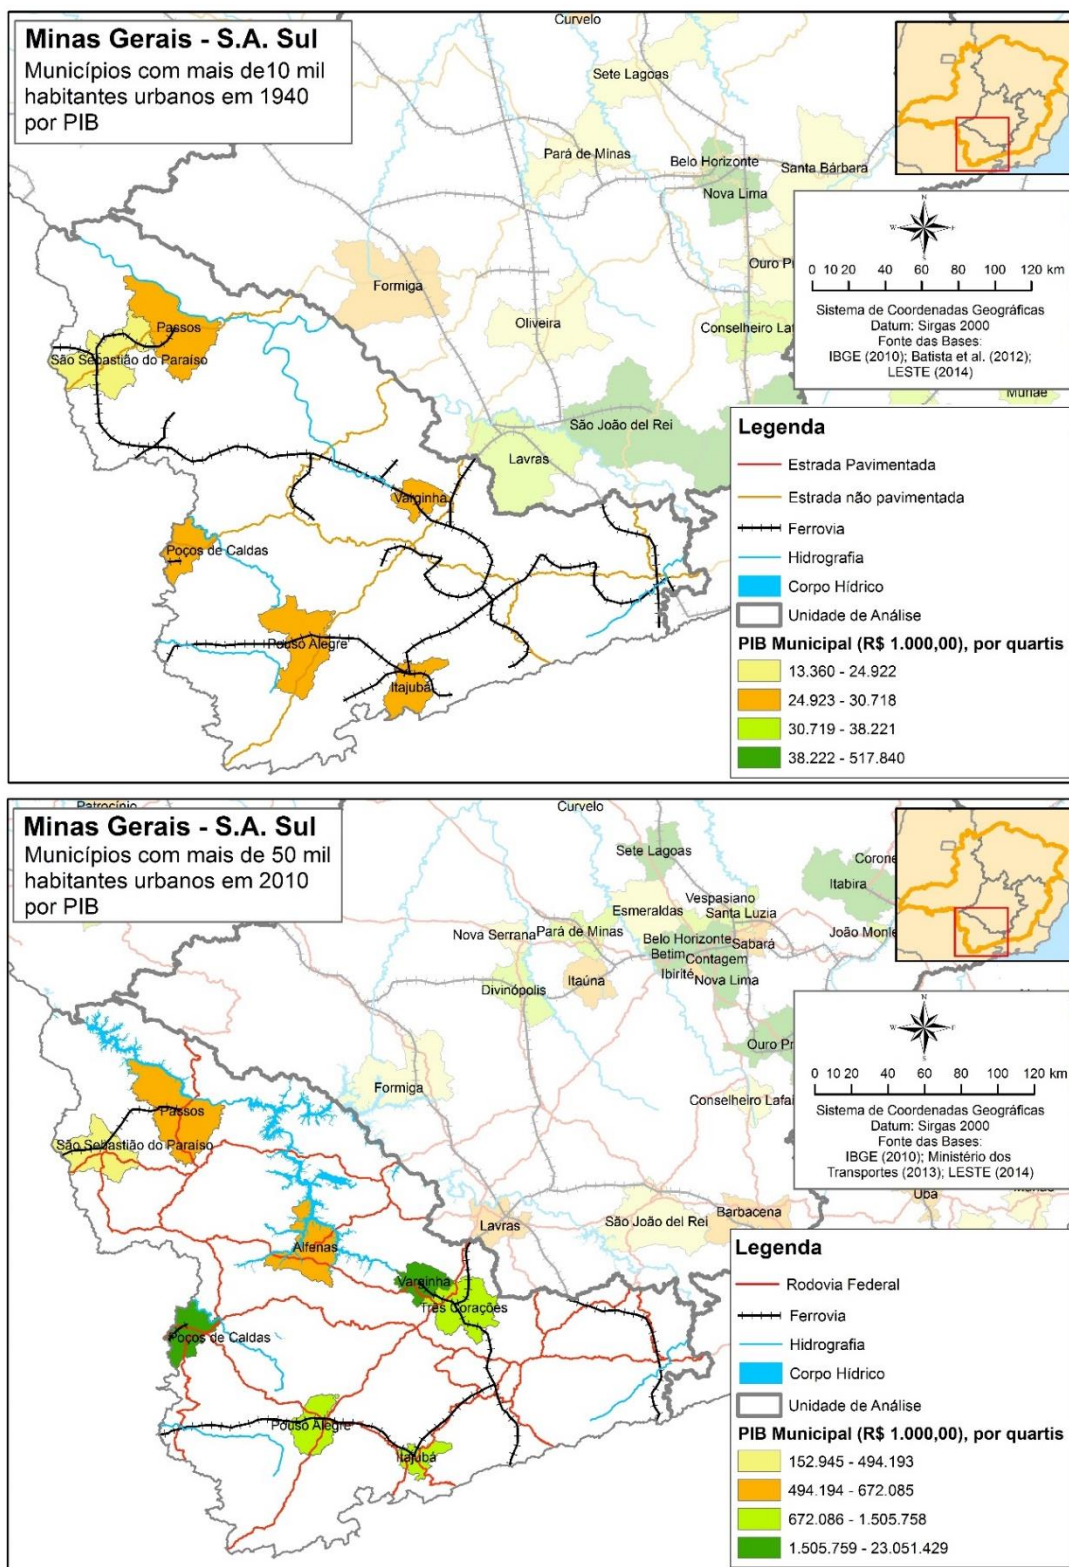 Minas Gerais - S.A. Sul
Municípios com mais de10 mil
habitantes urbanos em 1940
por PIB
Curvelo
Sete Lagoas
Pará de Minas
Belo Horizonte
Santa Bárbara
Nova Lima
Ouro P
Formiga
Oliveira
Conselheiro Laf
Passos
São Sebastião do Paraíso
São João del Rei
Lavras
Varginha
Poços de Caldas
Pouso Alegre
Itajubá
N
W
E
S
0 10 20 40 60 80 100 120 km
Sistema de Coordenadas Geográficas
Datum: Sirgas 2000
Fonte das Bases:
IBGE (2010); Batista et al. (2012);
LESTE (2014)
Muriaé
Legenda
Estrada Pavimentada
Estrada não pavimentada
Ferrovia
Hidrografia
Corpo Hídrico
Unidade de Análise
PIB Municipal (R$ 1.000,00), por quartis
13.360 - 24.922
24.923 - 30.718
30.719 - 38.221
38.222 - 517.840
Patrocínio
Minas Gerais - S.A. Sul
Municípios com mais de 50 mil
habitantes urbanos em 2010
por PIB
Curvelo
Sete Lagoas
Corone
Itabira
Vespasiano
Esmeraldas
Santa Luzia
Nova Serrana
Pará de Minas
João Monle
Belo Horizonte
Sabará
Betim
Contagem
Itaúna
Ibirité
Nova Lima
Divinópolis
Ouro Pr
Formiga
Conselheiro Lafai
Passos
São Sebastião do Paraíso
Lavras
São João del Rei
Barbacena
Ubá
Alfenas
Varginha
Três Corações
Poços de Caldas
Pouso Alegre
Itajubá
N
W
E
S
0 10 20 40 60 80 100 120 km
Sistema de Coordenadas Geográficas
Datum: Sirgas 2000
Fonte das Bases:
IBGE (2010); Ministério dos
Transportes (2013); LESTE (2014)
Legenda
Rodovia Federal
Ferrovia
Hidrografia
Corpo Hídrico
Unidade de Análise
PIB Municipal (R$ 1.000,00), por quartis
152.945 - 494.193
494.194 - 672.085
672.086 - 1.505.758
1.505.759 - 23.051.429